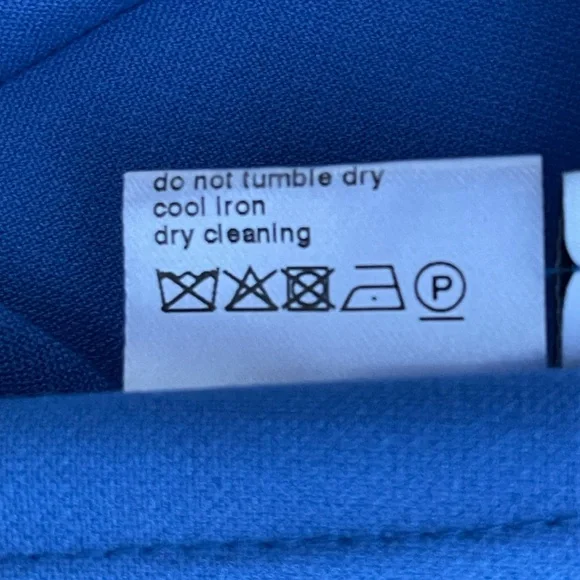 do not tumble dry
cool iron
dry cleaning
P